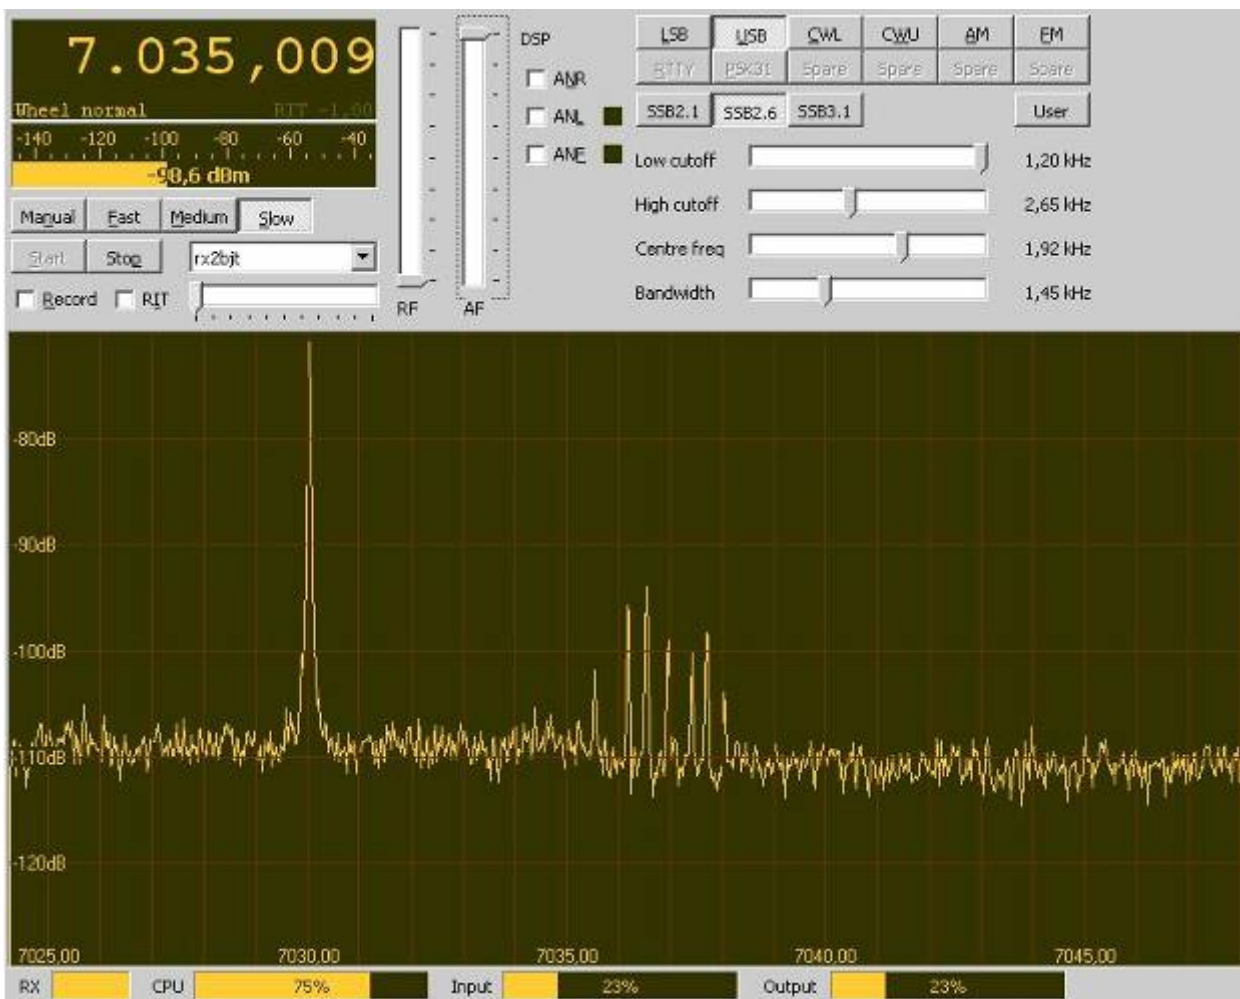 7.035,009
Wheel normal RIT -1.00
-140 -120 -100 -80 -60 -40
-98,6 dBm
Manual Fast Medium Slow
Start Stop rx2bjt
Record RIT
RF AF
DSP
ANR
ANL
ANE
LSB USB CWL CWU AM FM
RTTY PSK31 Spare Spare Spare Spare
SSB2.1 SSB2.6 SSB3.1 User
Low cutoff 1,20 kHz
High cutoff 2,65 kHz
Centre freq 1,92 kHz
Bandwidth 1,45 kHz
-80dB
-90dB
-100dB
-110dB
-120dB
7025,00 7030,00 7035,00 7040,00 7045,00
RX CPU 75% Input 23% Output 23%